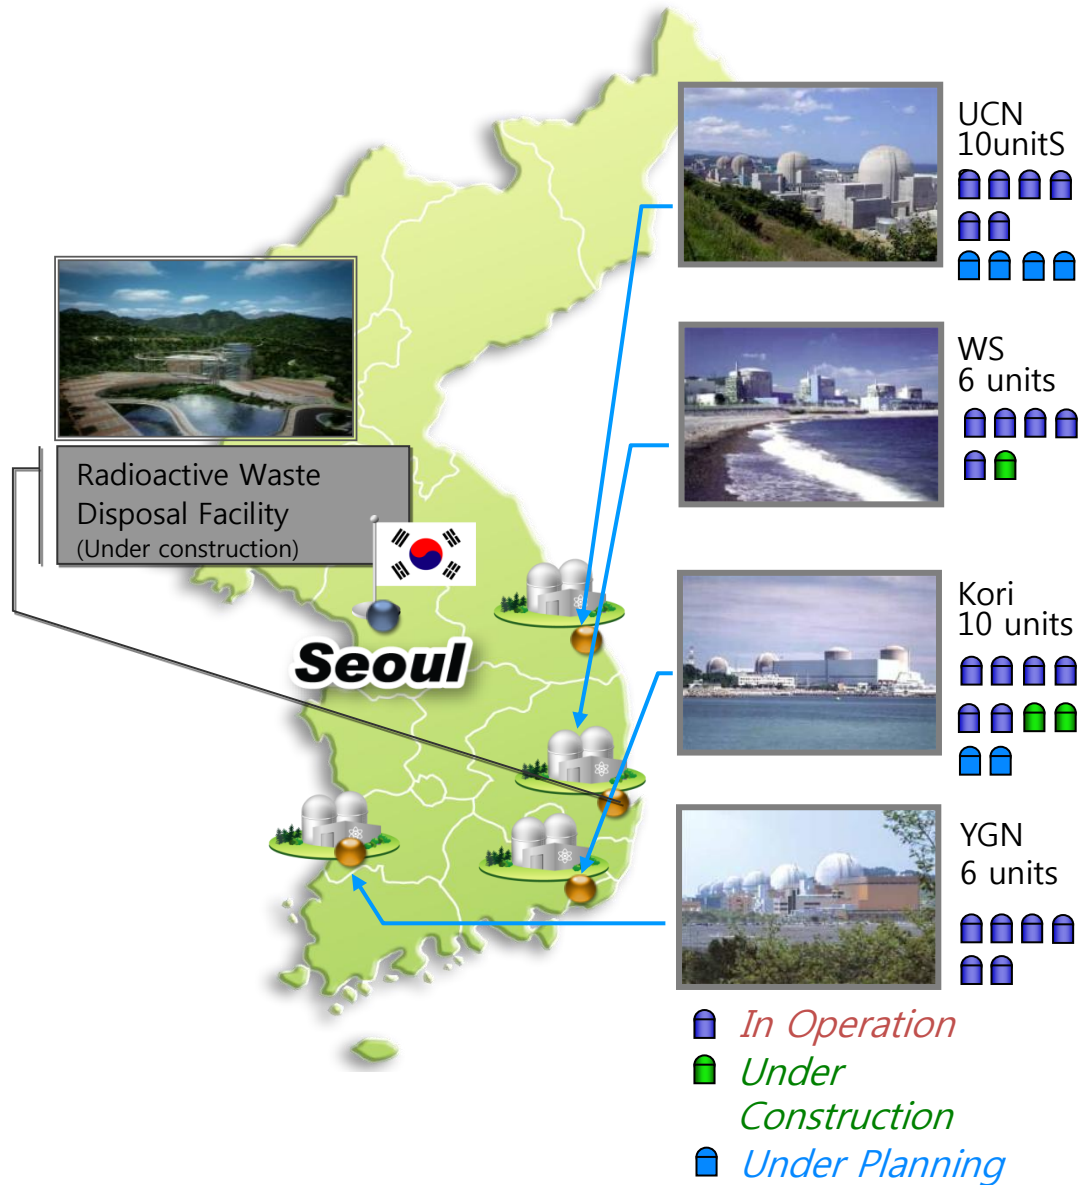 UCN
10unitS
WS
6 units
Radioactive Waste
Disposal Facility
(Under construction)
Seoul
Kori
10 units
YGN
6 units
In Operation
Under
Construction
Under Planning